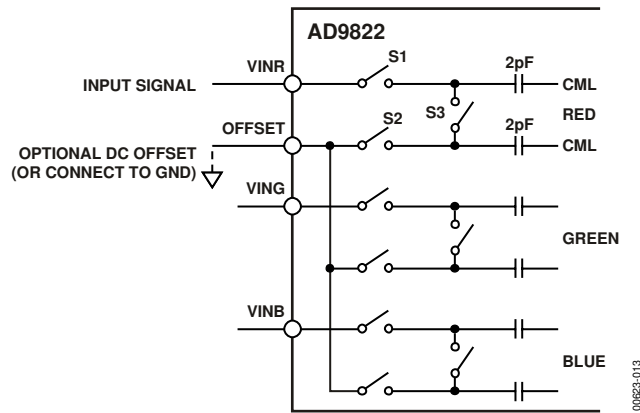 AD9822
S1
VINR
2pF
INPUT SIGNAL
CML
RED
OFFSET
S2
S3
2pF
CML
OPTIONAL DC OFFSET
(OR CONNECT TO GND)
VING
GREEN
VINB
BLUE
00623-013